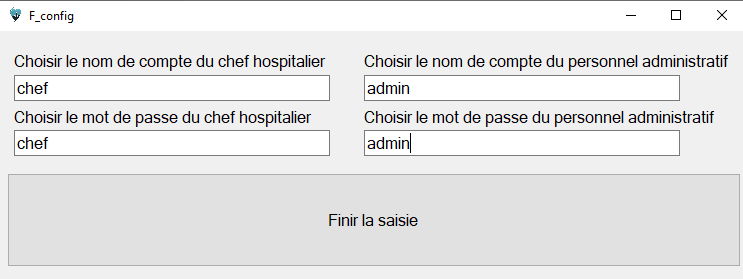 F_config
Choisir le nom de compte du chef hospitalier
chef
Choisir le mot de passe du chef hospitalier
chef
Choisir le nom de compte du personnel administratif
admin
Choisir le mot de passe du personnel administratif
admin
Finir la saisie